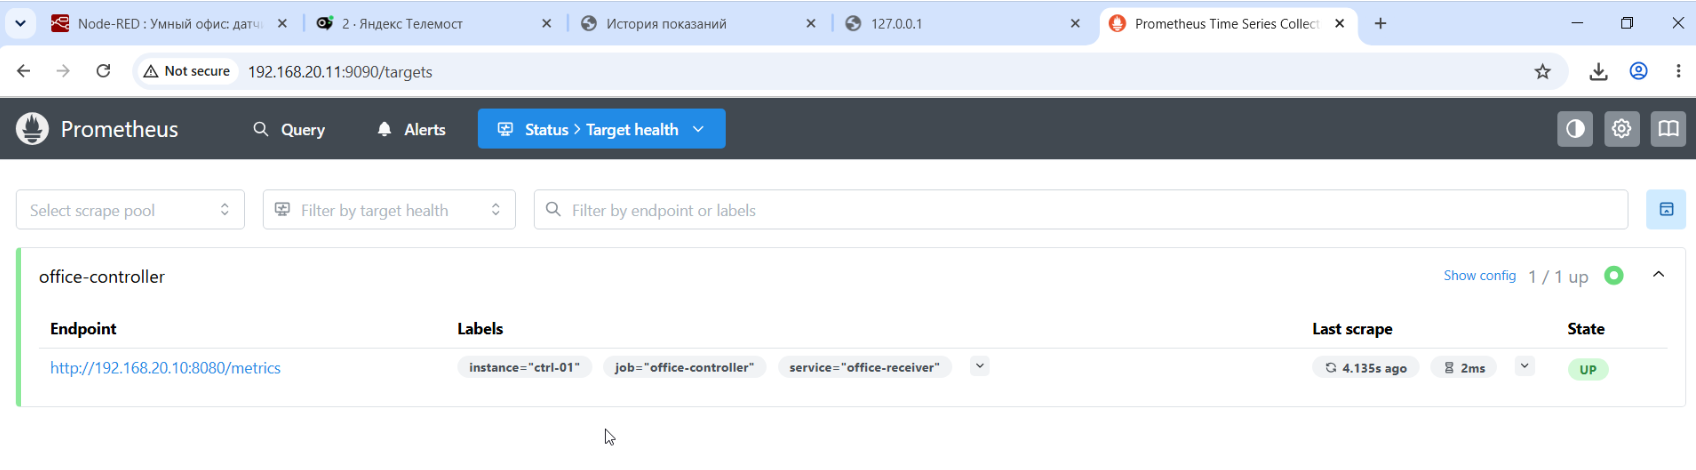 Node-RED : Умный офис: датч
2 · Яндекс Телемост
История показаний
127.0.0.1
Prometheus Time Series Collect
Not secure
192.168.20.11:9090/targets
Prometheus
Query
Alerts
Status > Target health
Select scrape pool
Filter by target health
Filter by endpoint or labels
office-controller
Show config
1 / 1 up
Endpoint
Labels
Last scrape
State
http://192.168.20.10:8080/metrics
instance="ctrl-01"
job="office-controller"
service="office-receiver"
4.135s ago
2ms
UP